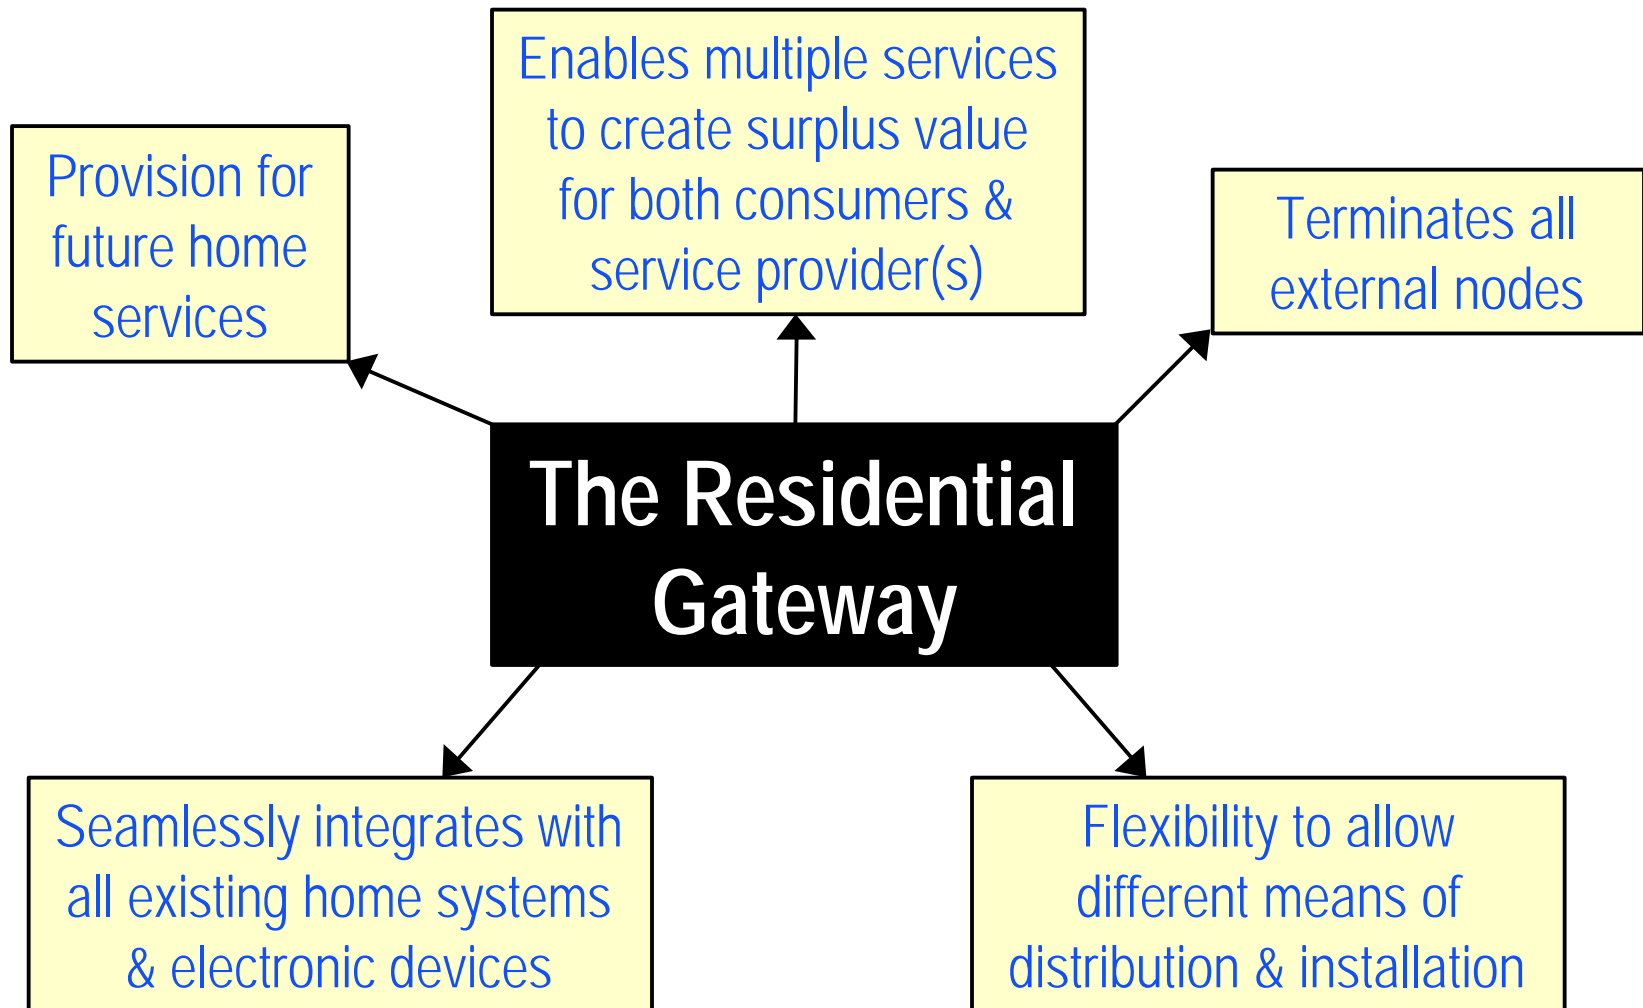 Enables multiple services
to create surplus value
for both consumers &
service provider(s)
Provision for
future home
services
Terminates all
external nodes
The Residential
Gateway
Seamlessly integrates with
all existing home systems
& electronic devices
Flexibility to allow
different means of
distribution & installation